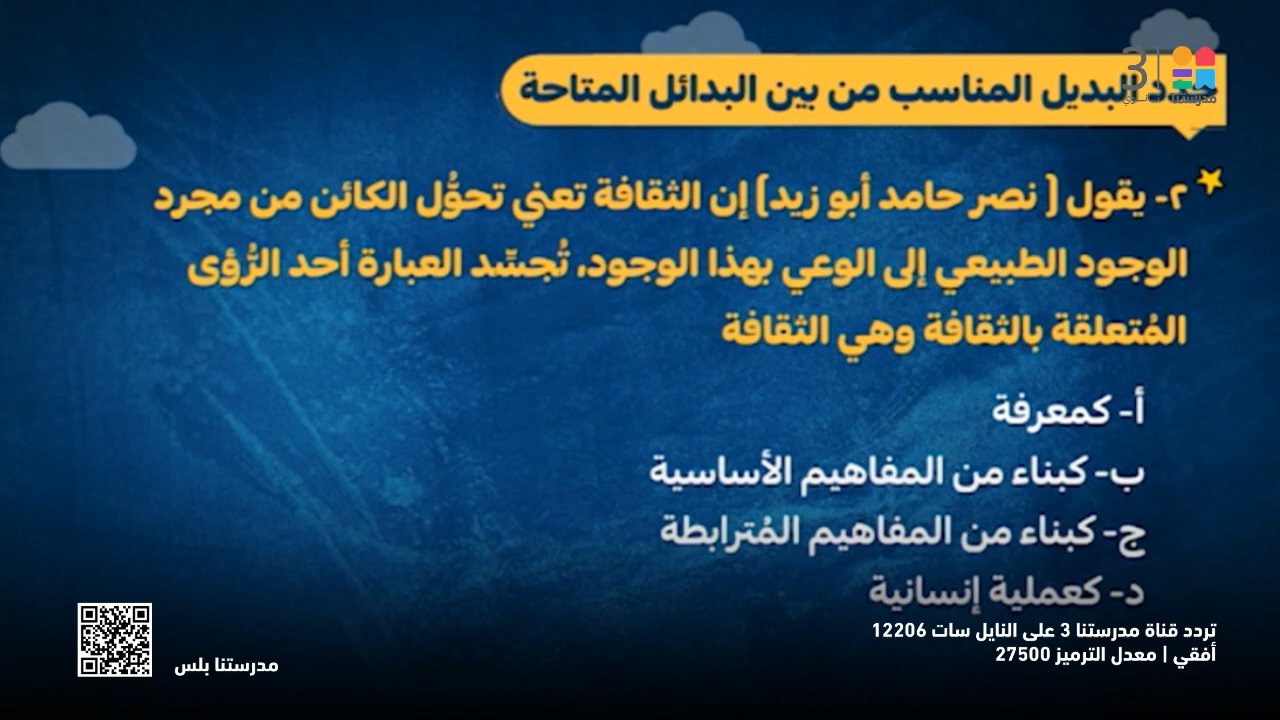 حدد البديل المناسب من بين البدائل المتاحة
٢- يقول ( نصر حامد أبو زيد) إن الثقافة تعني تحوُّل الكائن من مجرد
الوجود الطبيعي إلى الوعي بهذا الوجود، تُجسِّد العبارة أحد الرُّؤى
المُتعلقة بالثقافة وهي الثقافة
أ- كمعرفة
ب- كبناء من المفاهيم الأساسية
ج- كبناء من المفاهيم المُترابطة
د- كعملية إنسانية
تردد قناة مدرستنا 3 على النايل سات 12206
أفقي | معدل الترميز 27500
مدرستنا بلس
3
مدرستنا